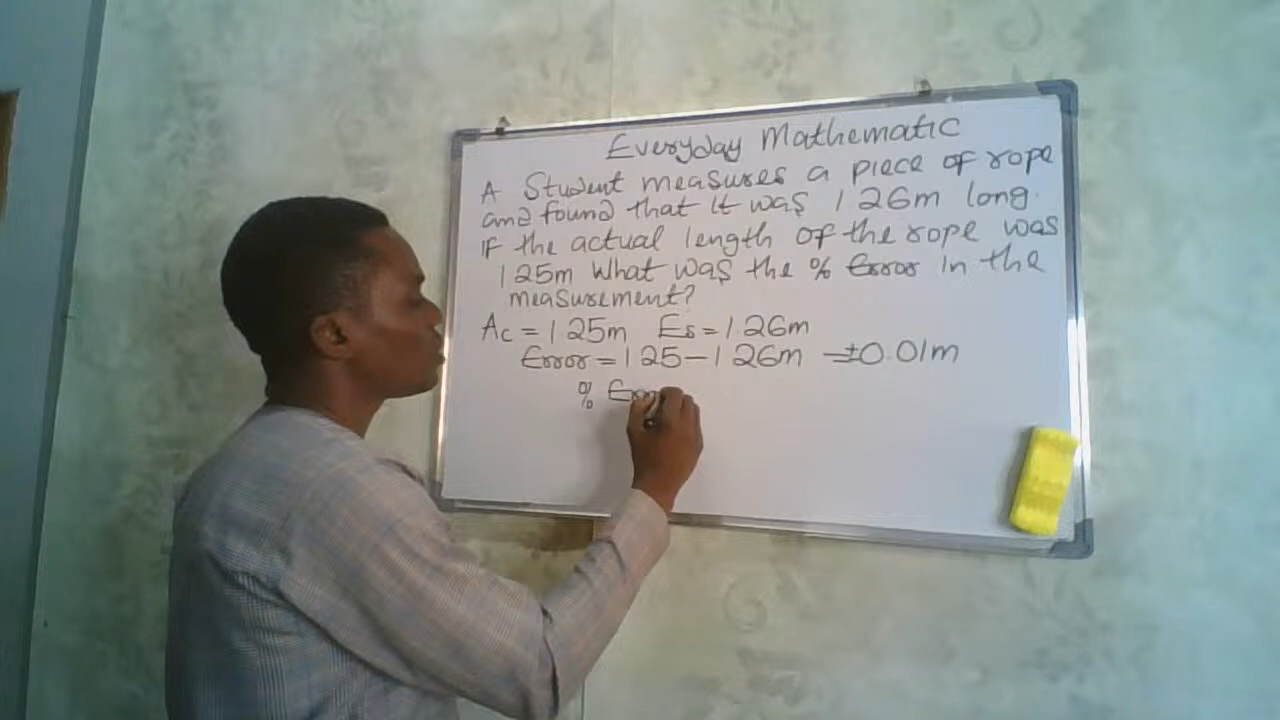 Everyday Mathematic
A Student measures a piece of rope
and found that it was 1.26m long.
If the actual length of the rope was
1.25m What was the % Error in the
measurement?
Ac = 1.25m Es = 1.26m
Error = 1.25 - 1.26m = ±0.01m
%